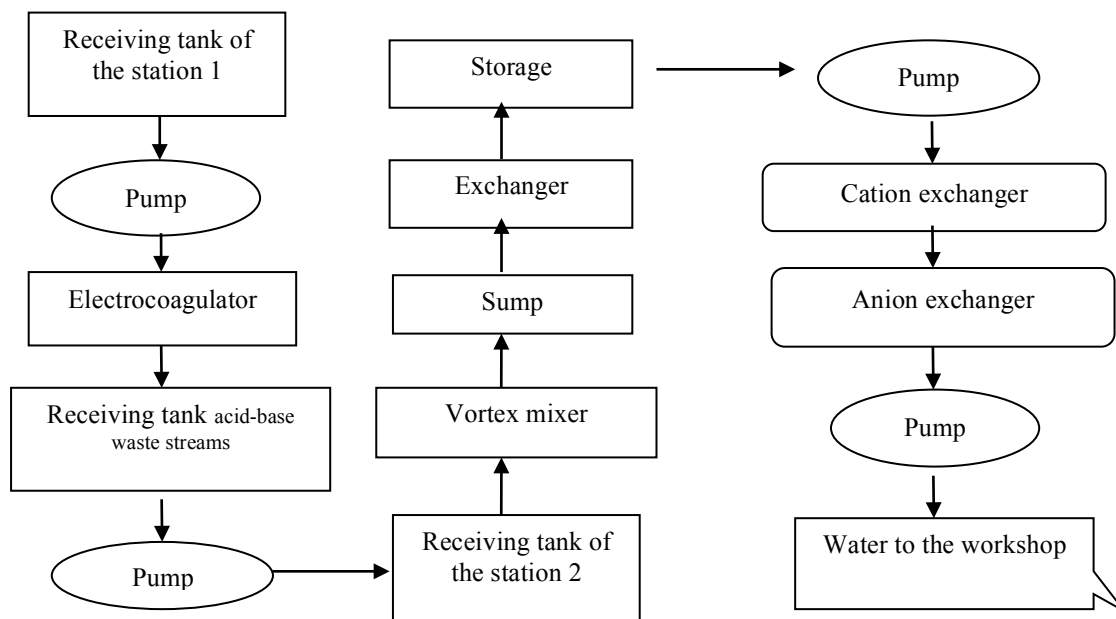 Receiving tank of
the station 1
Pump
Electrocoagulator
Receiving tank acid-base
waste streams
Pump
Receiving tank of
the station 2
Vortex mixer
Sump
Exchanger
Storage
Pump
Cation exchanger
Anion exchanger
Pump
Water to the workshop